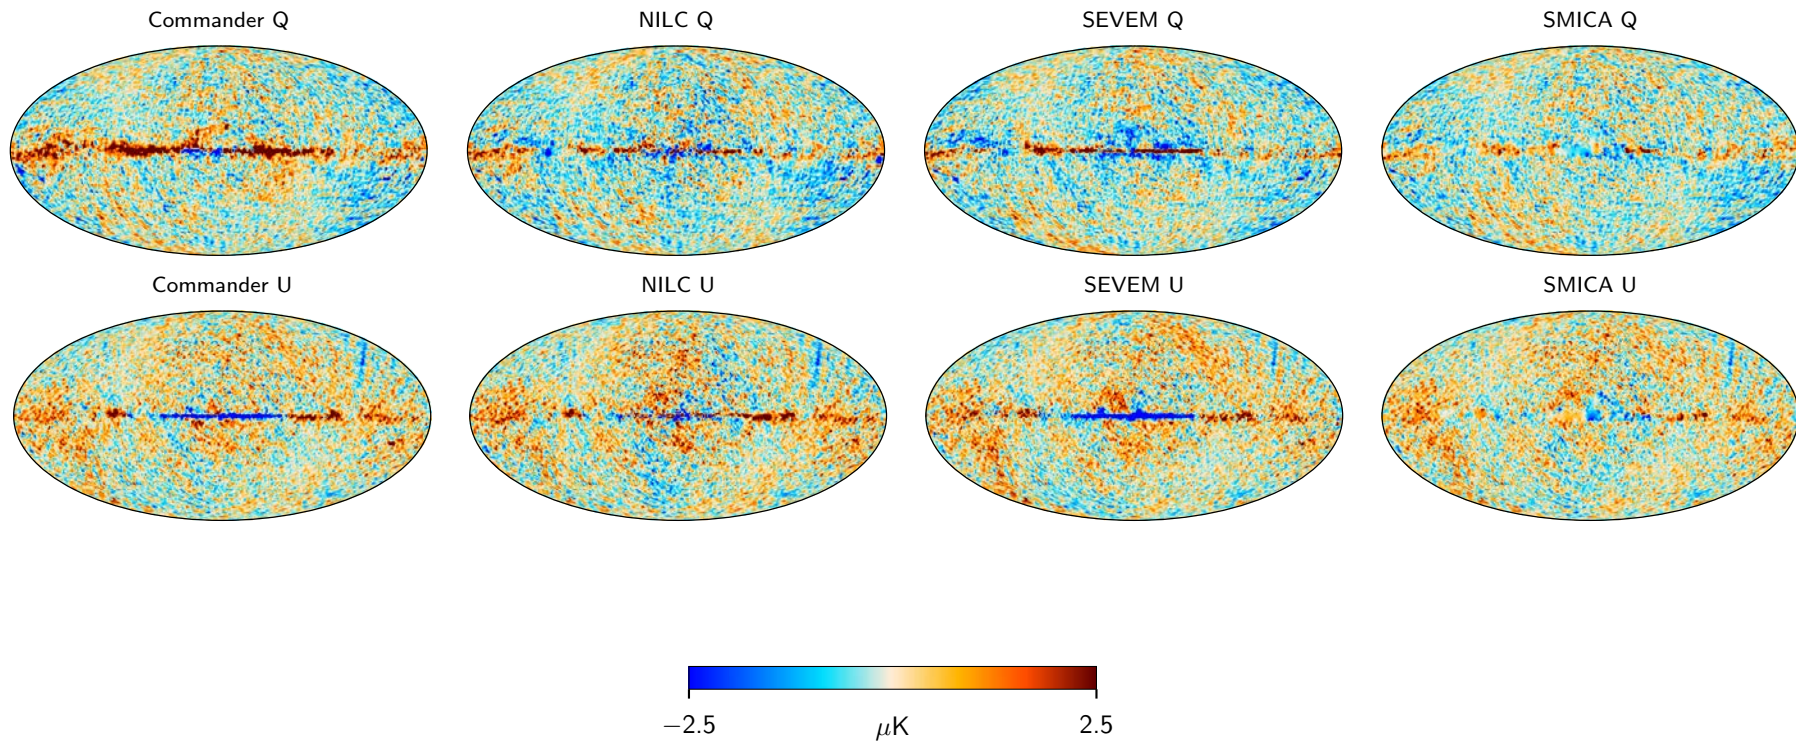 Commander Q NILC Q SEVEM Q SMICA Q
Commander U NILC U SEVEM U SMICA U
−2.5 μK 2.5